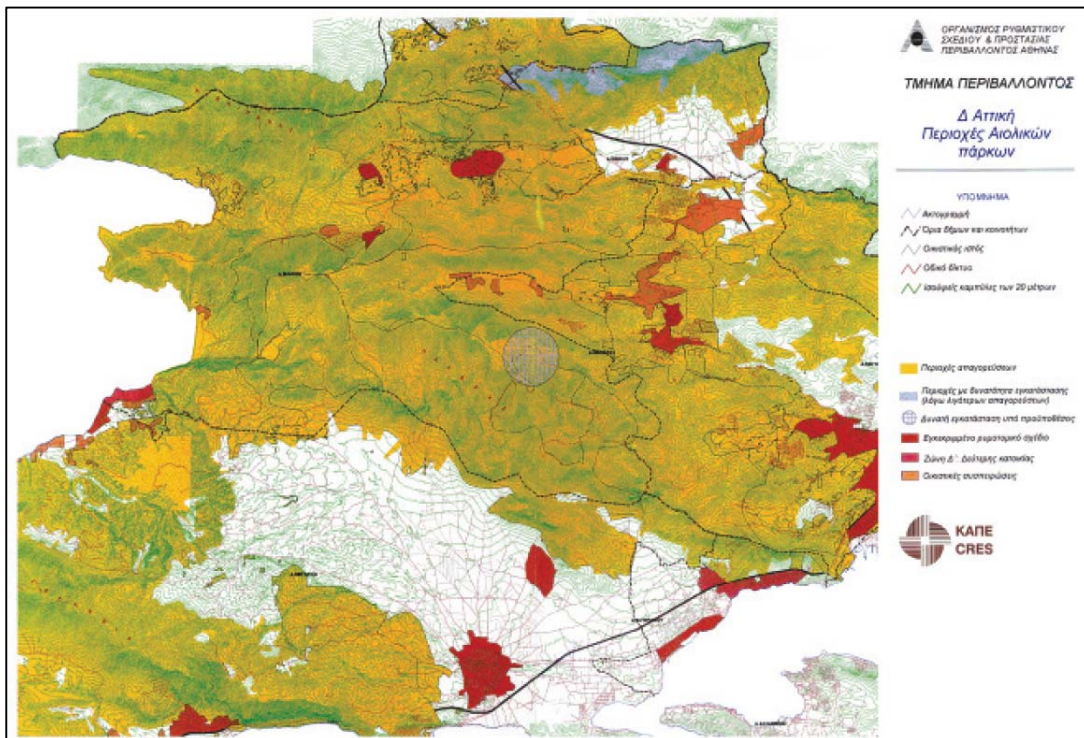 ΟΡΓΑΝΙΣΜΟΣ ΡΥΘΜΙΣΤΙΚΟΥ
ΣΧΕΔΙΟΥ & ΠΡΟΣΤΑΣΙΑΣ
ΠΕΡΙΒΑΛΛΟΝΤΟΣ ΑΘΗΝΑΣ
ΤΜΗΜΑ ΠΕΡΙΒΑΛΛΟΝΤΟΣ
Δ Αττική
Περιοχές Αιολικών
πάρκων
ΥΠΟΜΝΗΜΑ
Ακτογραμμή
Όρια δήμων και κοινοτήτων
Οικιστικός ιστός
Οδικό δίκτυο
Ισοϋψείς καμπύλες των 20 μέτρων
Περιοχές απαγορεύσεων
Περιοχές με δυνατότητα εγκατάστασης
(λόγω λιγότερων απαγορεύσεων)
Δυνατή εγκατάσταση υπό προϋποθέσεις
Εγκεκριμένο ρυμοτομικό σχέδιο
Ζώνη Δ': Δεύτερης κατοικίας
Οικιστικές συσπειρώσεις
ΚΑΠΕ
CRES